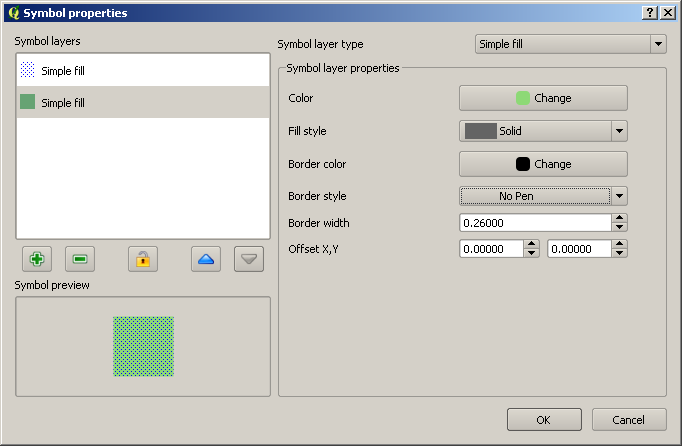 Symbol properties
Symbol layers
Simple fill
Simple fill
Symbol preview
Symbol layer type
Simple fill
Symbol layer properties
Color
Change
Fill style
Solid
Border color
Change
Border style
No Pen
Border width
0.26000
Offset X,Y
0.00000
0.00000
OK
Cancel